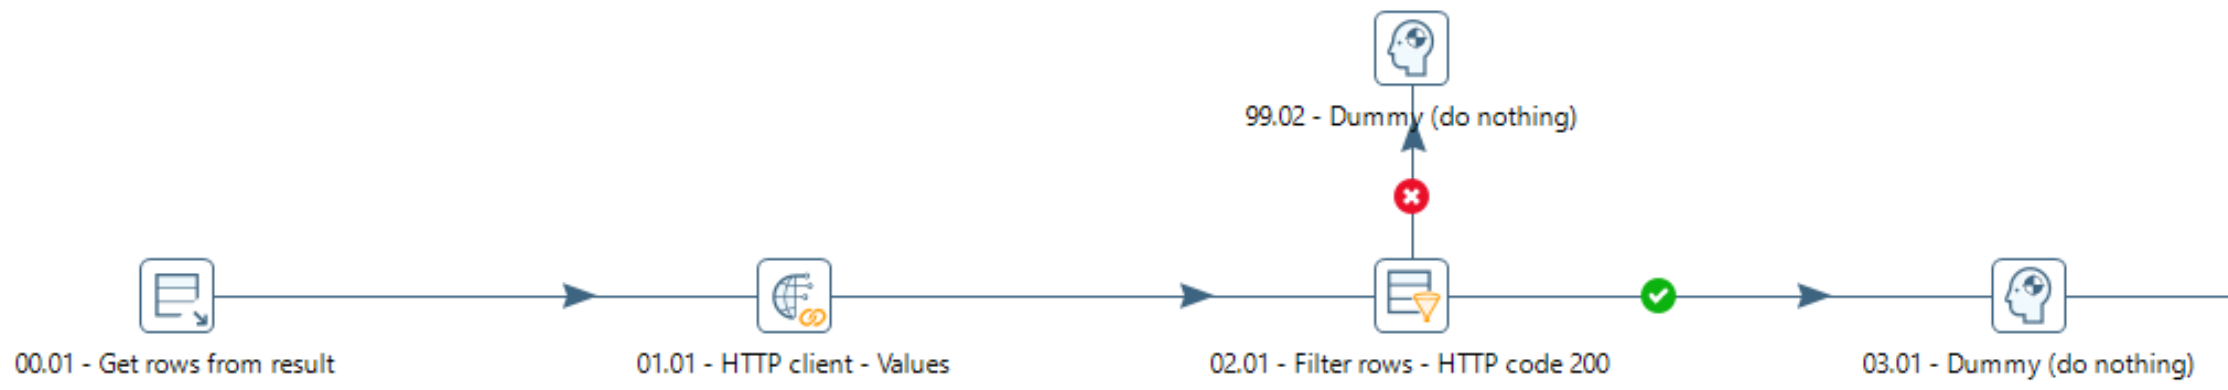 99.02 - Dummy (do nothing)
00.01 - Get rows from result
01.01 - HTTP client - Values
02.01 - Filter rows - HTTP code 200
03.01 - Dummy (do nothing)